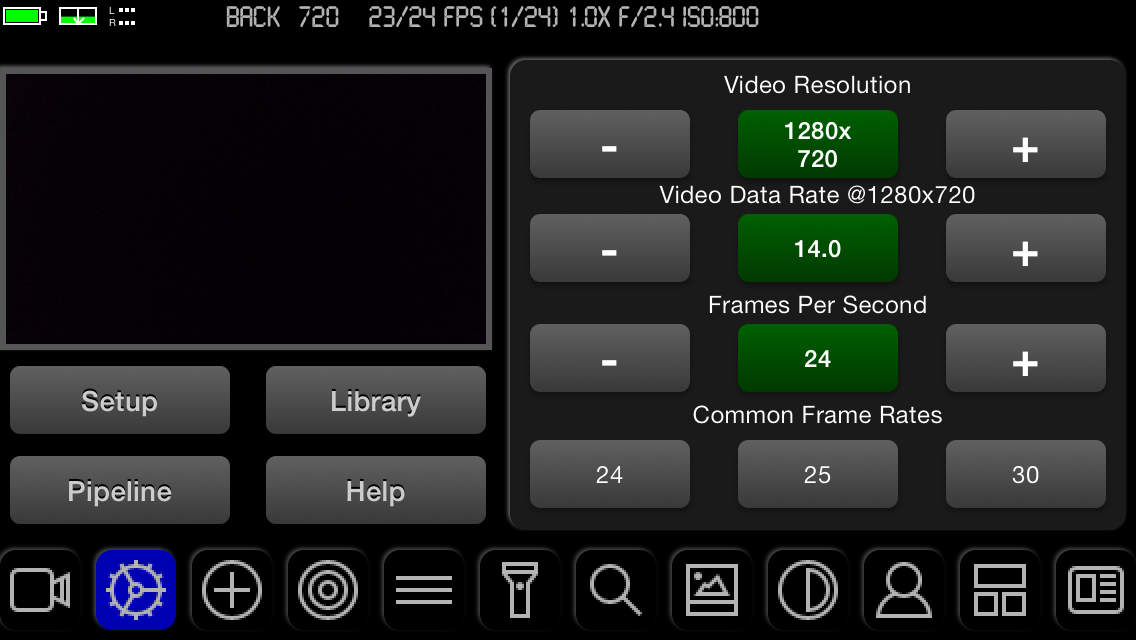 L
R
BACK 720 23/24 FPS (1/24) 1.0X F/2.4 ISO:800
Video Resolution
- 1280x
720 +
Video Data Rate @1280x720
- 14.0 +
Frames Per Second
- 24 +
Common Frame Rates
24 25 30
Setup Library
Pipeline Help